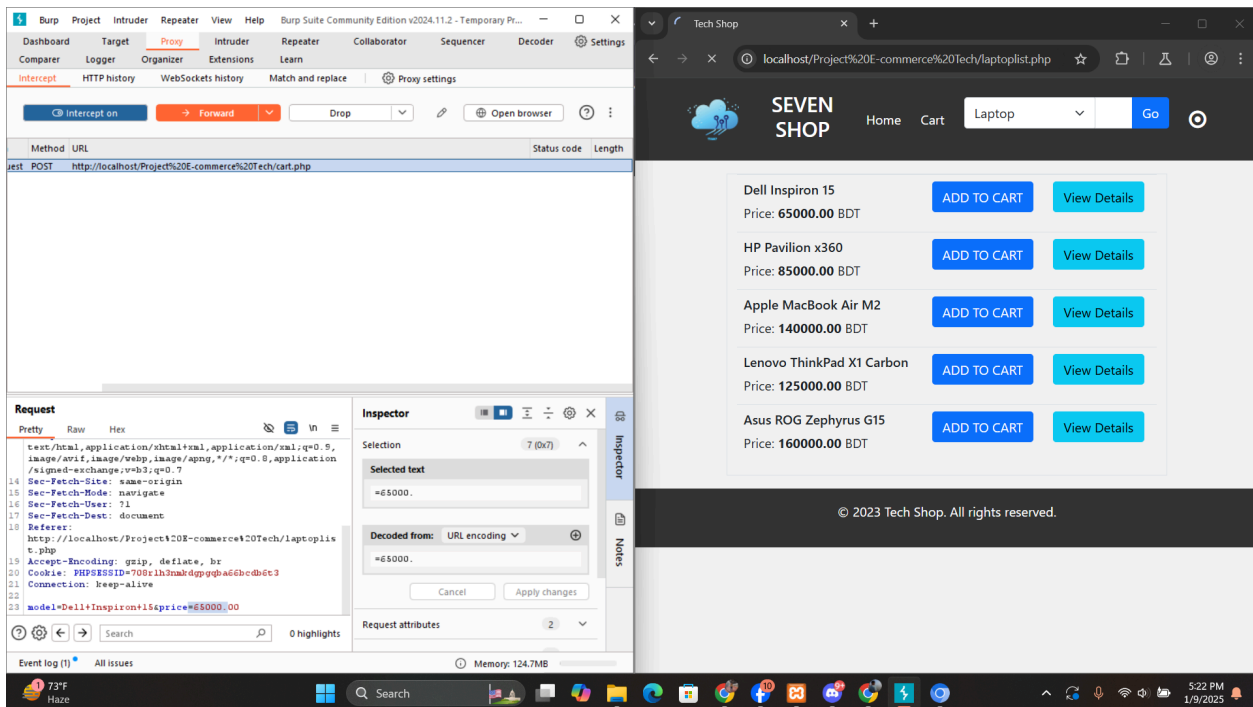 Burp Project Intruder Repeater View Help Burp Suite Community Edition v2024.11.2 - Temporary Pr...
Dashboard Target Proxy Intruder Repeater Collaborator Sequencer Decoder Settings
Comparer Logger Organizer Extensions Learn
Intercept HTTP history WebSockets history Match and replace Proxy settings
Intercept on Forward Drop Open browser
Method URL Status code Length
uest POST http://localhost/Project%20E-commerce%20Tech/cart.php
Request
Pretty Raw Hex \n
text/html,application/xhtml+xml,application/xml;q=0.9,
image/avif,image/webp,image/apng,*/*;q=0.8,application
/signed-exchange;v=b3;q=0.7
14 Sec-Fetch-Site: same-origin
15 Sec-Fetch-Mode: navigate
16 Sec-Fetch-User: ?1
17 Sec-Fetch-Dest: document
18 Referer:
http://localhost/Project%20E-commerce%20Tech/laptoplis
t.php
19 Accept-Encoding: gzip, deflate, br
20 Cookie: PHPSESSID=708rlh3nmkdgpgqba66bcdb6t3
21 Connection: keep-alive
22
23 model=Dell+Inspiron+15&price=65000.00
Search 0 highlights
Inspector
Selection 7 (0x7)
Selected text
=65000.
Decoded from: URL encoding
=65000.
Cancel Apply changes
Request attributes 2
Inspector
Notes
Event log (1) All issues Memory: 124.7MB
Tech Shop
localhost/Project%20E-commerce%20Tech/laptoplist.php
SEVEN
SHOP
Home Cart Laptop Go
Dell Inspiron 15
Price: 65000.00 BDT
ADD TO CART View Details
HP Pavilion x360
Price: 85000.00 BDT
ADD TO CART View Details
Apple MacBook Air M2
Price: 140000.00 BDT
ADD TO CART View Details
Lenovo ThinkPad X1 Carbon
Price: 125000.00 BDT
ADD TO CART View Details
Asus ROG Zephyrus G15
Price: 160000.00 BDT
ADD TO CART View Details
© 2023 Tech Shop. All rights reserved.
1 73°F
Haze
Search
10
9+
5:22 PM
1/9/2025